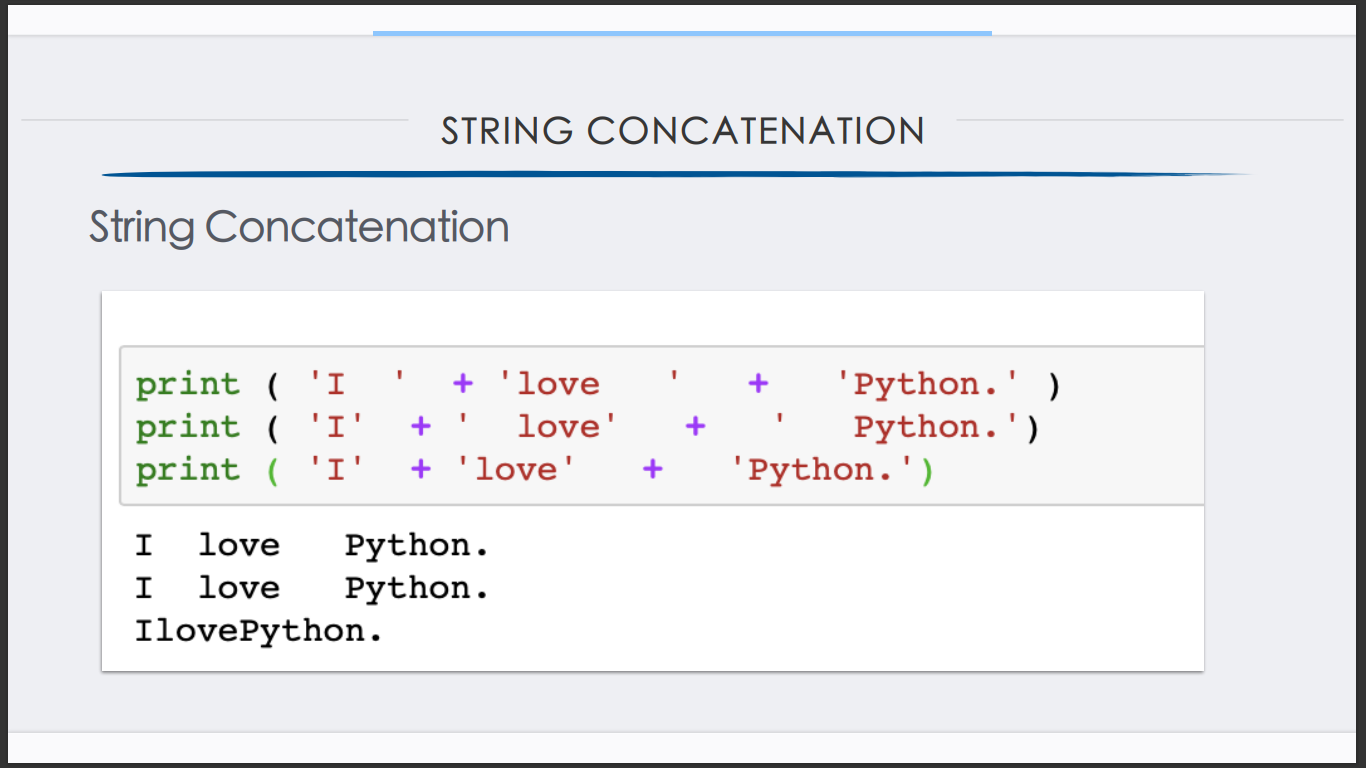 STRING CONCATENATION
String Concatenation
print ( 'I  '  + 'love   '   +   'Python.' )
print ( 'I'  + '  love'   +   '   Python.')
print ( 'I'  + 'love'   +   'Python.')
I  love   Python.
I  love   Python.
IlovePython.